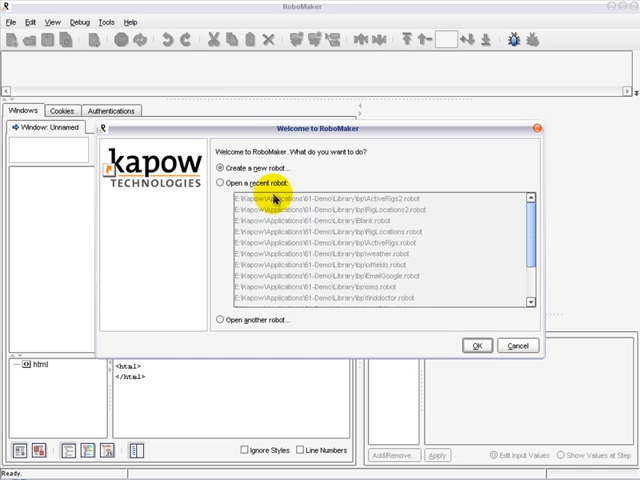 RoboMaker
File Edit View Debug Tools Help
Windows Cookies Authentications
Window: Unnamed
Welcome to RoboMaker
kapow
TECHNOLOGIES
Welcome to RoboMaker. What do you want to do?
Create a new robot...
Open a recent robot:
E:\Kapow\Applications\61-Demo\Library\bp\ActiveRigs2.robot
E:\Kapow\Applications\61-Demo\Library\bp\RigLocations2.robot
E:\Kapow\Applications\61-Demo\Library\Blank.robot
E:\Kapow\Applications\61-Demo\Library\bp\RigLocations.robot
E:\Kapow\Applications\61-Demo\Library\bp\ActiveRigs.robot
E:\Kapow\Applications\61-Demo\Library\bp\weather.robot
E:\Kapow\Applications\61-Demo\Library\bp\oilfields.robot
E:\Kapow\Applications\61-Demo\Library\bp\EmailGoogle.robot
E:\Kapow\Applications\61-Demo\Library\bp\sms.robot
E:\Kapow\Applications\61-Demo\Library\bp\finddoctor.robot
Open another robot...
OK Cancel
html
<html>
</html>
Ignore Styles Line Numbers
Add/Remove... Apply Edit Input Values Show Values at Step
Ready.